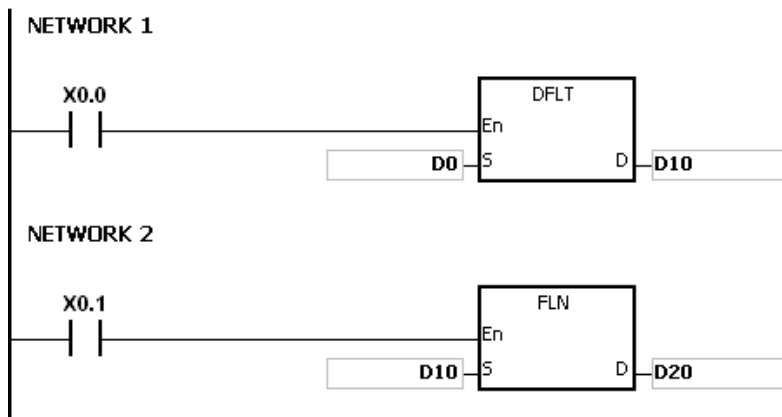 NETWORK 1
X0.0
DFLT
En
D0 S D D10
NETWORK 2
X0.1
FLN
En
D10 S D D20